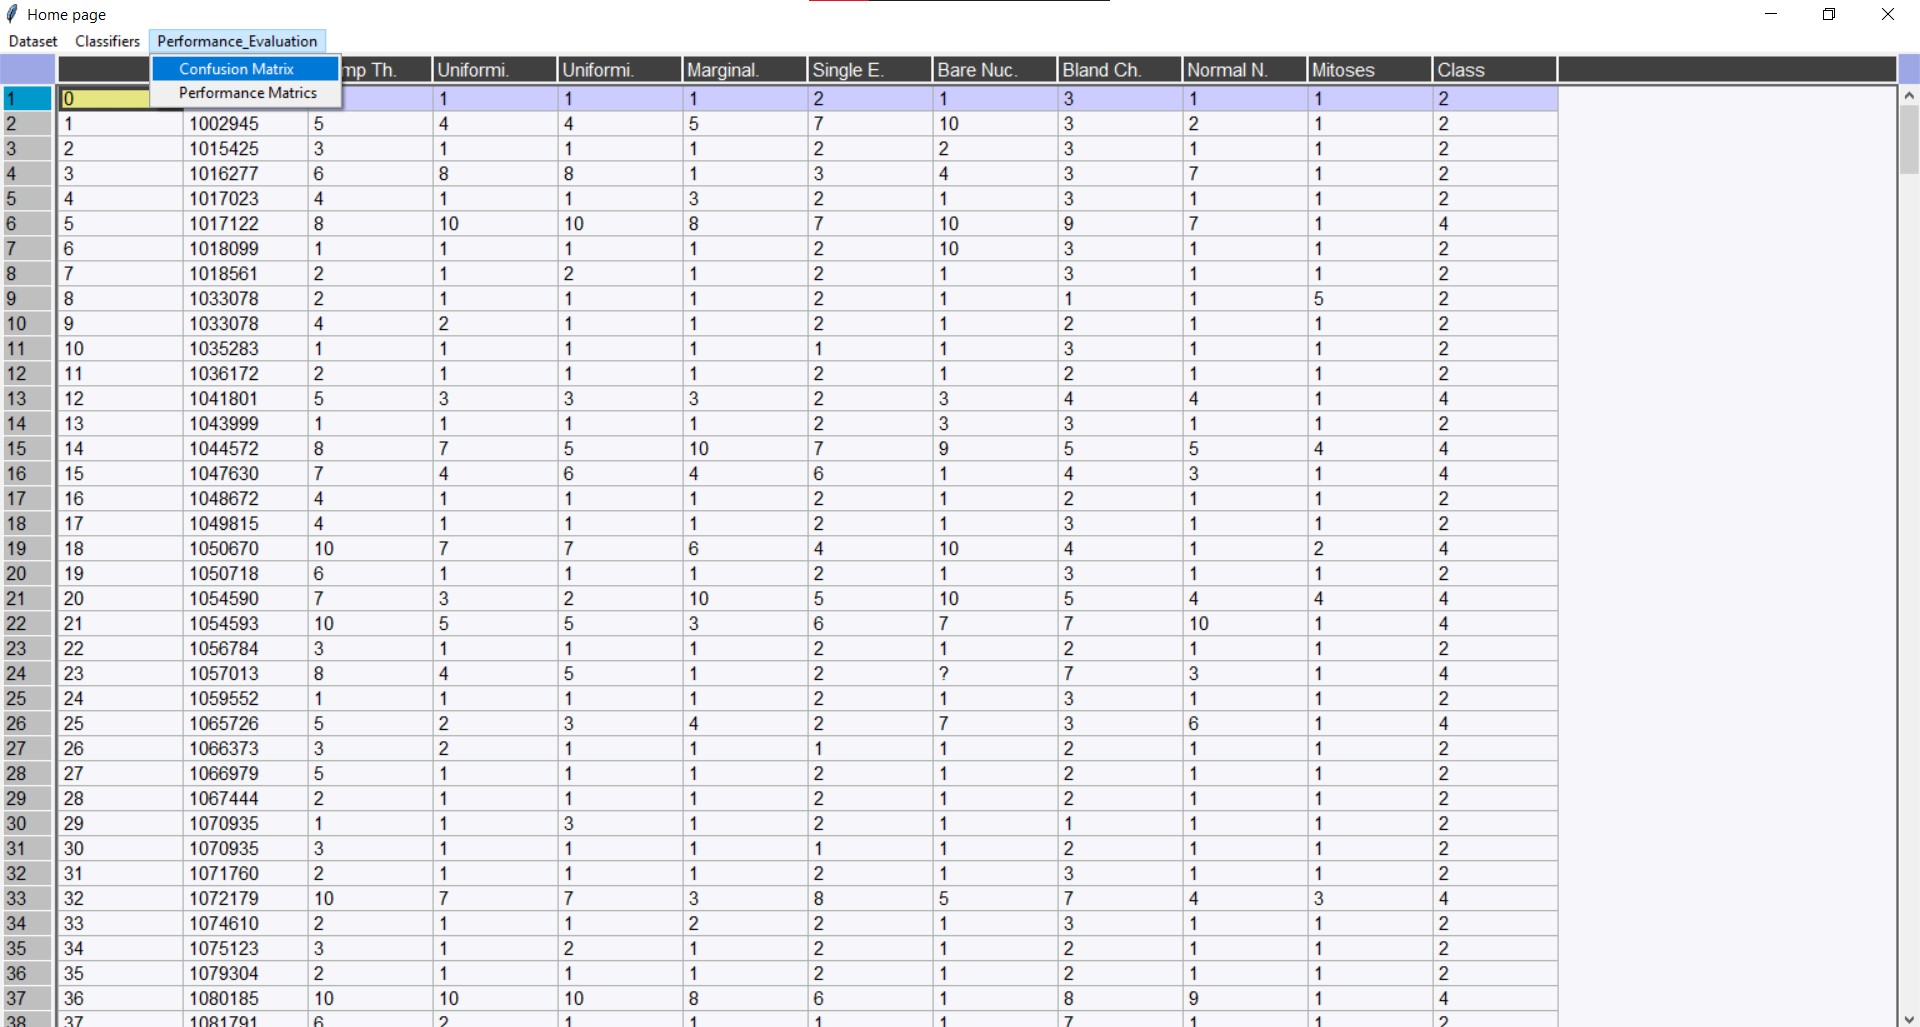 Home page
Dataset Classifiers Performance_Evaluation
Confusion Matrix
Performance Matrics
mp Th. Uniformi. Uniformi. Marginal. Single E. Bare Nuc. Bland Ch. Normal N. Mitoses Class
1 0 1 1 1 2 1 3 1 1 2
2 1 1002945 5 4 4 5 7 10 3 2 1 2
3 2 1015425 3 1 1 1 2 2 3 1 1 2
4 3 1016277 6 8 8 1 3 4 3 7 1 2
5 4 1017023 4 1 1 3 2 1 3 1 1 2
6 5 1017122 8 10 10 8 7 10 9 7 1 4
7 6 1018099 1 1 1 1 2 10 3 1 1 2
8 7 1018561 2 1 2 1 2 1 3 1 1 2
9 8 1033078 2 1 1 1 2 1 1 1 5 2
10 9 1033078 4 2 1 1 2 1 2 1 1 2
11 10 1035283 1 1 1 1 1 1 3 1 1 2
12 11 1036172 2 1 1 1 2 1 2 1 1 2
13 12 1041801 5 3 3 3 2 3 4 4 1 4
14 13 1043999 1 1 1 1 2 3 3 1 1 2
15 14 1044572 8 7 5 10 7 9 5 5 4 4
16 15 1047630 7 4 6 4 6 1 4 3 1 4
17 16 1048672 4 1 1 1 2 1 2 1 1 2
18 17 1049815 4 1 1 1 2 1 3 1 1 2
19 18 1050670 10 7 7 6 4 10 4 1 2 4
20 19 1050718 6 1 1 1 2 1 3 1 1 2
21 20 1054590 7 3 2 10 5 10 5 4 4 4
22 21 1054593 10 5 5 3 6 7 7 10 1 4
23 22 1056784 3 1 1 1 2 1 2 1 1 2
24 23 1057013 8 4 5 1 2 ? 7 3 1 4
25 24 1059552 1 1 1 1 2 1 3 1 1 2
26 25 1065726 5 2 3 4 2 7 3 6 1 4
27 26 1066373 3 2 1 1 1 1 2 1 1 2
28 27 1066979 5 1 1 1 2 1 2 1 1 2
29 28 1067444 2 1 1 1 2 1 2 1 1 2
30 29 1070935 1 1 3 1 2 1 1 1 1 2
31 30 1070935 3 1 1 1 1 1 2 1 1 2
32 31 1071760 2 1 1 1 2 1 3 1 1 2
33 32 1072179 10 7 7 3 8 5 7 4 3 4
34 33 1074610 2 1 1 2 2 1 3 1 1 2
35 34 1075123 3 1 2 1 2 1 2 1 1 2
36 35 1079304 2 1 1 1 2 1 2 1 1 2
37 36 1080185 10 10 10 8 6 1 8 9 1 4
38 37 1081791 6 2 1 1 1 1 7 1 1 2